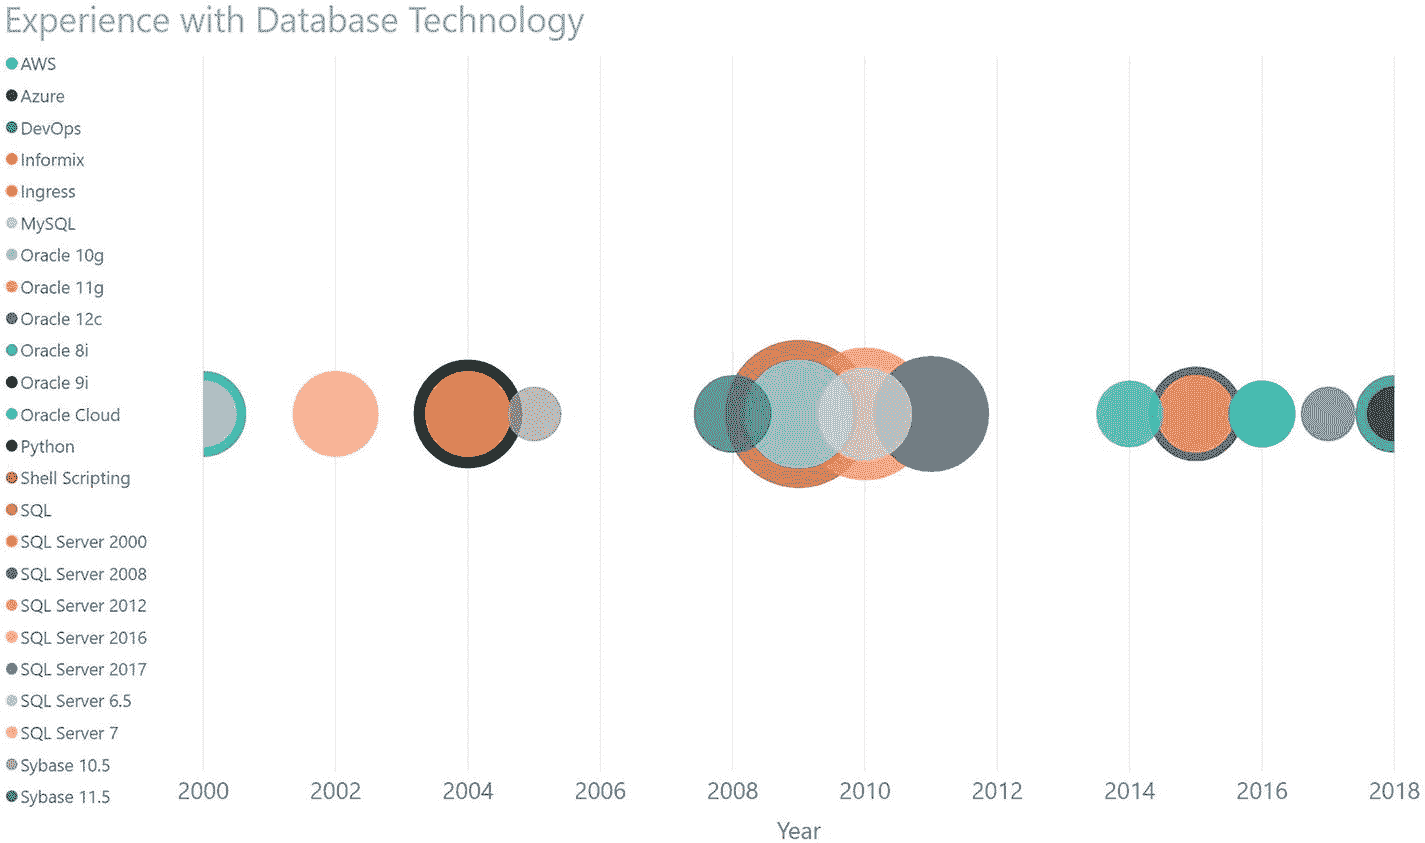 Experience with Database Technology
AWS
Azure
DevOps
Informix
Ingress
MySQL
Oracle 10g
Oracle 11g
Oracle 12c
Oracle 8i
Oracle 9i
Oracle Cloud
Python
Shell Scripting
SQL
SQL Server 2000
SQL Server 2008
SQL Server 2012
SQL Server 2016
SQL Server 2017
SQL Server 6.5
SQL Server 7
Sybase 10.5
Sybase 11.5
2000 2002 2004 2006 2008 2010 2012 2014 2016 2018
Year